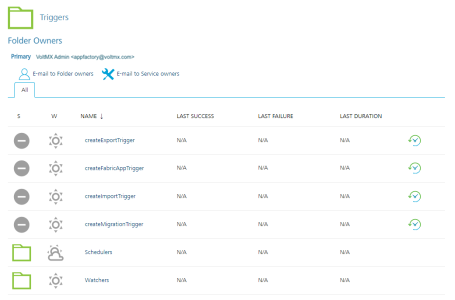 Triggers
Folder Owners
Primary VoltMX Admin <appfactory@voltmx.com>
E-mail to Folder owners E-mail to Service owners
All
S W NAME ↓ LAST SUCCESS LAST FAILURE LAST DURATION
createExportTrigger N/A N/A N/A
createFabricAppTrigger N/A N/A N/A
createImportTrigger N/A N/A N/A
createMigrationTrigger N/A N/A N/A
Schedulers N/A N/A N/A
Watchers N/A N/A N/A